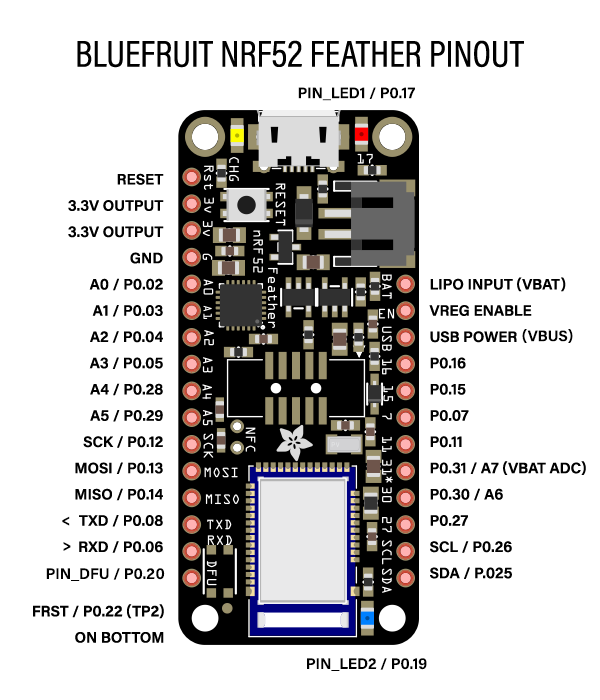 BLUEFRUIT NRF52 FEATHER PINOUT
PIN_LED1 / P0.17
RESET
3.3V OUTPUT
3.3V OUTPUT
GND
A0 / P0.02
A1 / P0.03
A2 / P0.04
A3 / P0.05
A4 / P0.28
A5 / P0.29
SCK / P0.12
MOSI / P0.13
MISO / P0.14
< TXD / P0.08
> RXD / P0.06
PIN_DFU / P0.20
FRST / P0.22 (TP2)
ON BOTTOM
CHG
17
Rst
3v
3v
G
A0
A1
A2
A3
A4
A5
SCK
MOSI
MISO
TXD
RXD
DFU
RESET
nRF52
Feather
NFC
BAT
EN
USB
16
15
7
11
31*
30
27
SCL
SDA
LIPO INPUT (VBAT)
VREG ENABLE
USB POWER (VBUS)
P0.16
P0.15
P0.07
P0.11
P0.31 / A7 (VBAT ADC)
P0.30 / A6
P0.27
SCL / P0.26
SDA / P.025
PIN_LED2 / P0.19